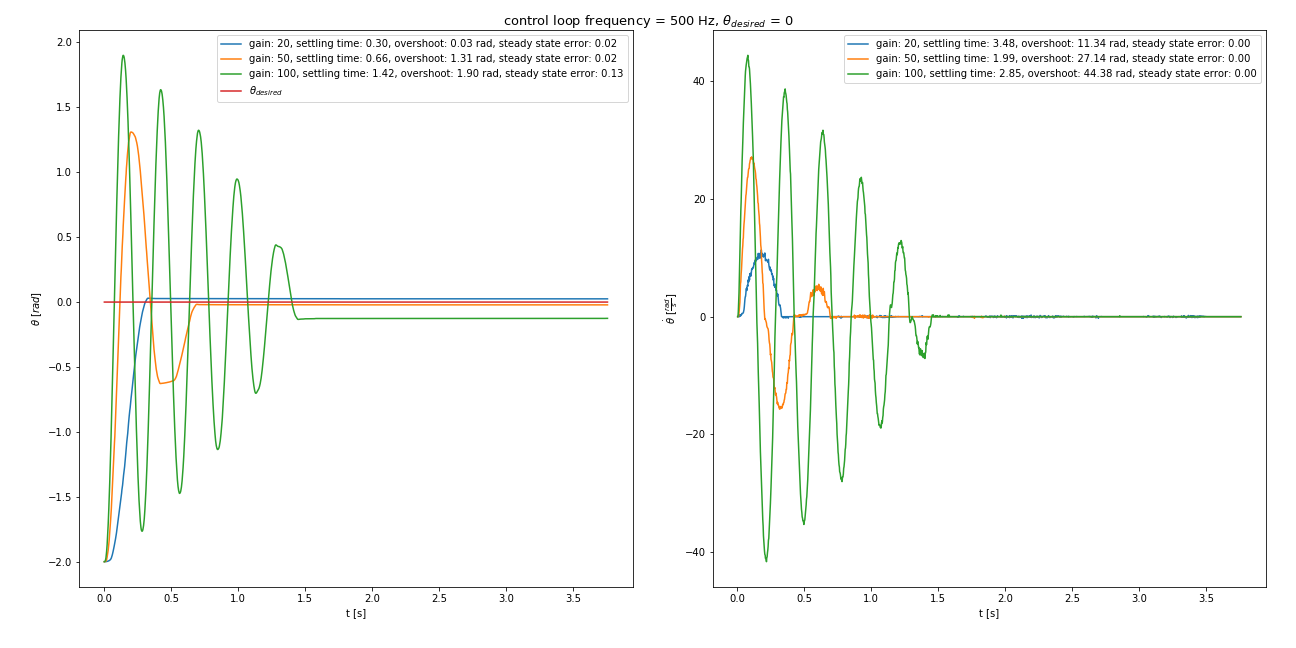 control loop frequency = 500 Hz, θdesired = 0
gain: 20, settling time: 0.30, overshoot: 0.03 rad, steady state error: 0.02
gain: 50, settling time: 0.66, overshoot: 1.31 rad, steady state error: 0.02
gain: 100, settling time: 1.42, overshoot: 1.90 rad, steady state error: 0.13
θdesired
2.0
1.5
1.0
0.5
0.0
−0.5
−1.0
−1.5
−2.0
θ [rad]
0.0 0.5 1.0 1.5 2.0 2.5 3.0 3.5
t [s]
gain: 20, settling time: 3.48, overshoot: 11.34 rad, steady state error: 0.00
gain: 50, settling time: 1.99, overshoot: 27.14 rad, steady state error: 0.00
gain: 100, settling time: 2.85, overshoot: 44.38 rad, steady state error: 0.00
40
20
0
−20
−40
θ̇ [rad/s]
0.0 0.5 1.0 1.5 2.0 2.5 3.0 3.5
t [s]